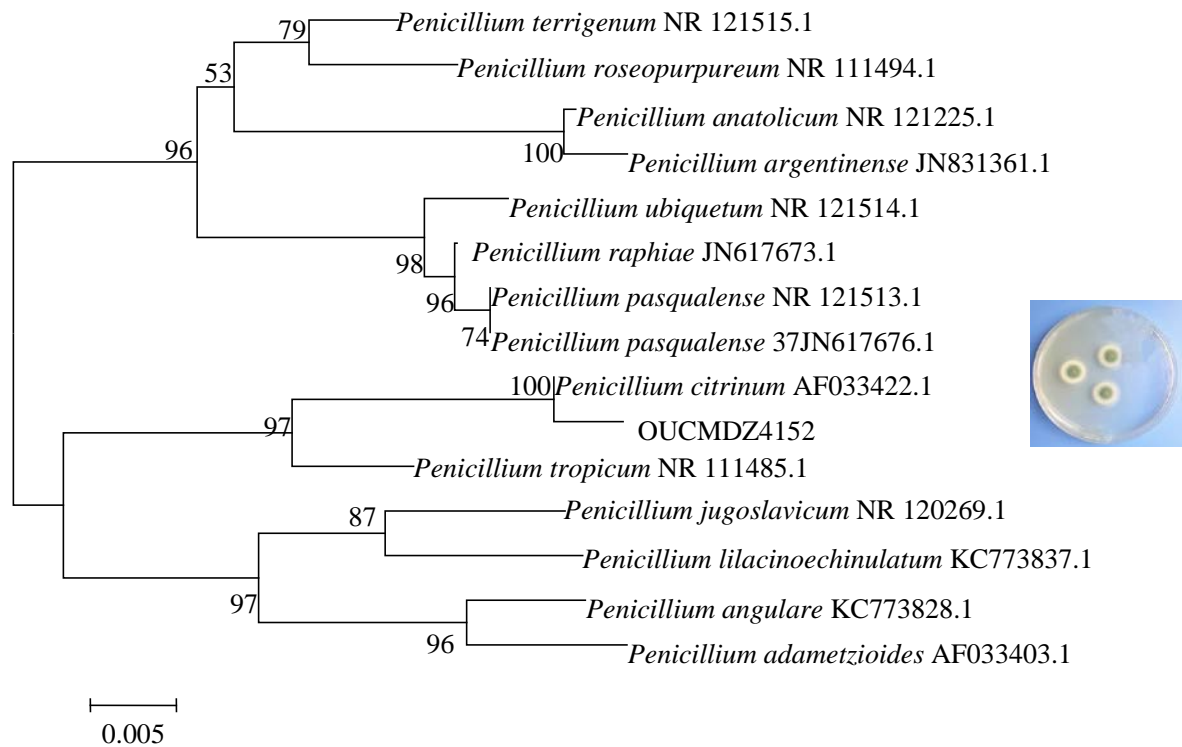 79
Penicillium terrigenum NR 121515.1
Penicillium roseopurpureum NR 111494.1
53
Penicillium anatolicum NR 121225.1
96
100
Penicillium argentinense JN831361.1
Penicillium ubiquetum NR 121514.1
Penicillium raphiae JN617673.1
98
96
Penicillium pasqualense NR 121513.1
74
Penicillium pasqualense 37JN617676.1
100
Penicillium citrinum AF033422.1
97
OUCMDZ4152
Penicillium tropicum NR 111485.1
87
Penicillium jugoslavicum NR 120269.1
Penicillium lilacinoechinulatum KC773837.1
97
Penicillium angulare KC773828.1
96
Penicillium adametzioides AF033403.1
0.005